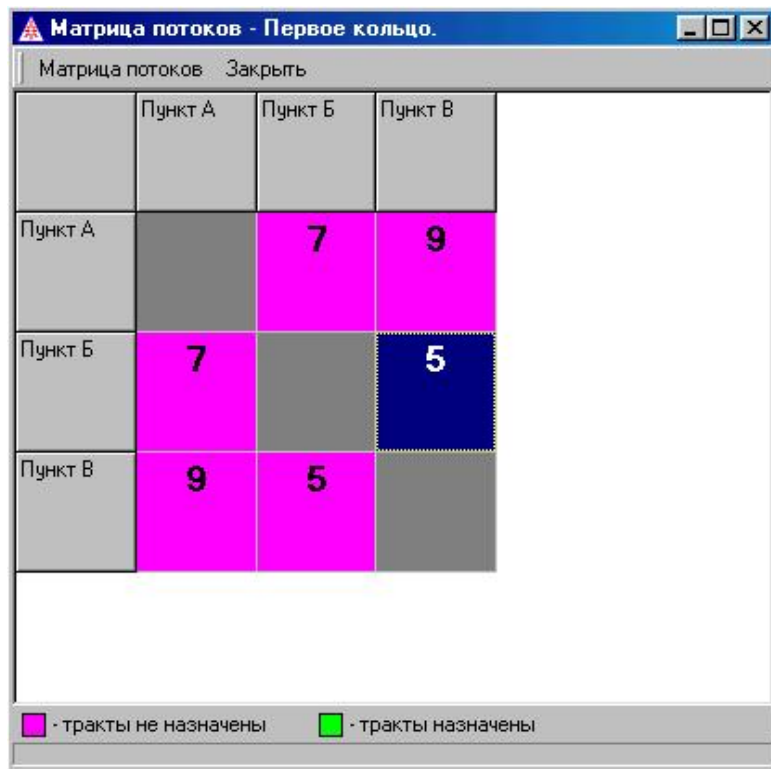 Матрица потоков - Первое кольцо.
Матрица потоков Закрыть
Пункт А Пункт Б Пункт В
Пункт А 7 9
Пункт Б 7 5
Пункт В 9 5
- тракты не назначены - тракты назначены